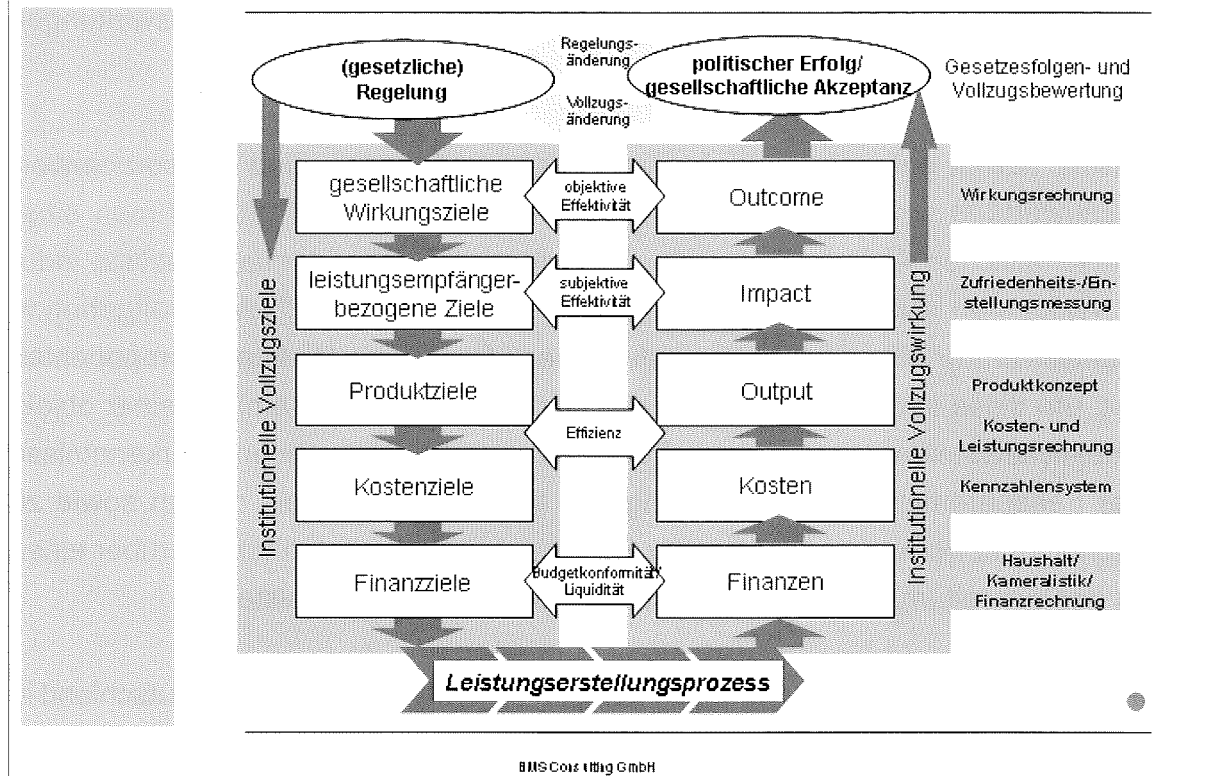 (gesetzliche)
Regelung
Regelungs-
änderung
Vollzugs-
änderung
politischer Erfolg/
gesellschaftliche Akzeptanz
Gesetzesfolgen- und
Vollzugsbewertung
Institutionelle Vollzugsziele
gesellschaftliche
Wirkungsziele
objektive
Effektivität
Outcome
Wirkungsrechnung
leistungsempfänger-
bezogene Ziele
subjektive
Effektivität
Impact
Zufriedenheits-/Ein-
stellungsmessung
Produktziele
Output
Produktkonzept
Effizienz
Kosten- und
Leistungsrechnung
Kostenziele
Kosten
Kennzahlensystem
Finanzziele
Budgetkonformität/
Liquidität
Finanzen
Haushalt/
Kameralistik/
Finanzrechnung
Institutionelle Vollzugswirkung
Leistungserstellungsprozess
BMS Consulting GmbH